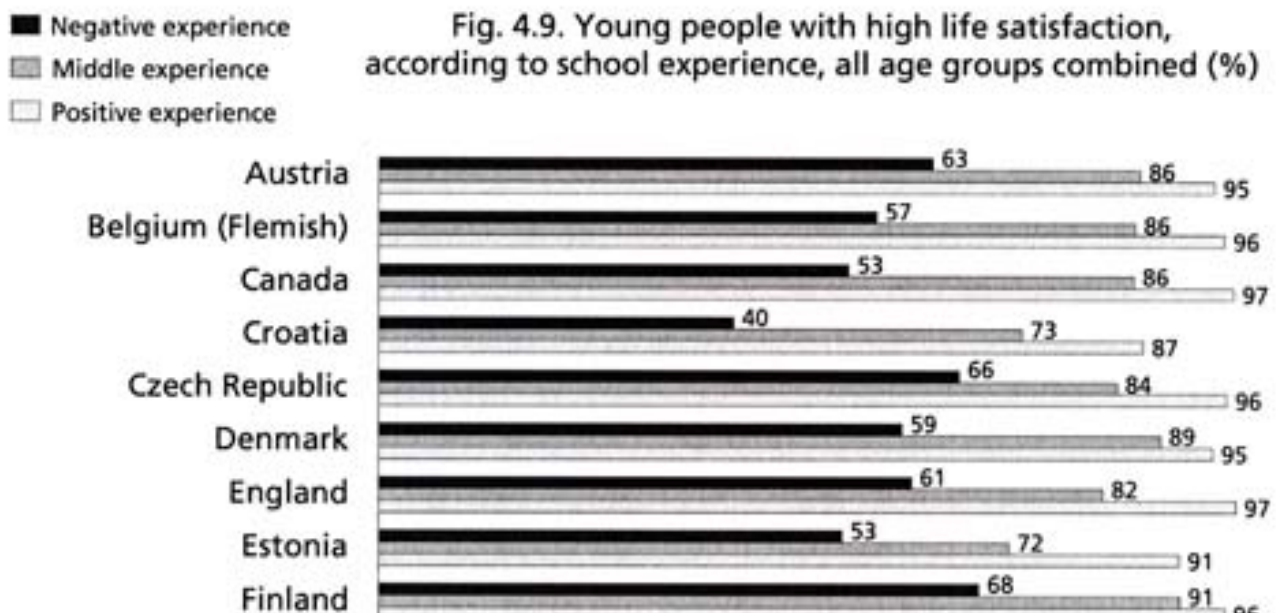 Negative experience
Middle experience
Positive experience
Fig. 4.9. Young people with high life satisfaction,
according to school experience, all age groups combined (%)
Austria
63
86
95
Belgium (Flemish)
57
86
96
Canada
53
86
97
Croatia
40
73
87
Czech Republic
66
84
96
Denmark
59
89
95
England
61
82
97
Estonia
53
72
91
Finland
68
91